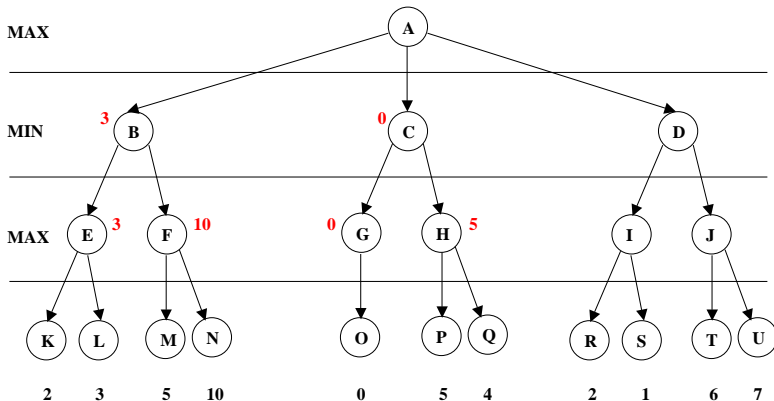 MAX A
3 0
MIN B C D
MAX E 3 F 10 0 G H 5 I J
K L M N O P Q R S T U
2 3 5 10 0 5 4 2 1 6 7